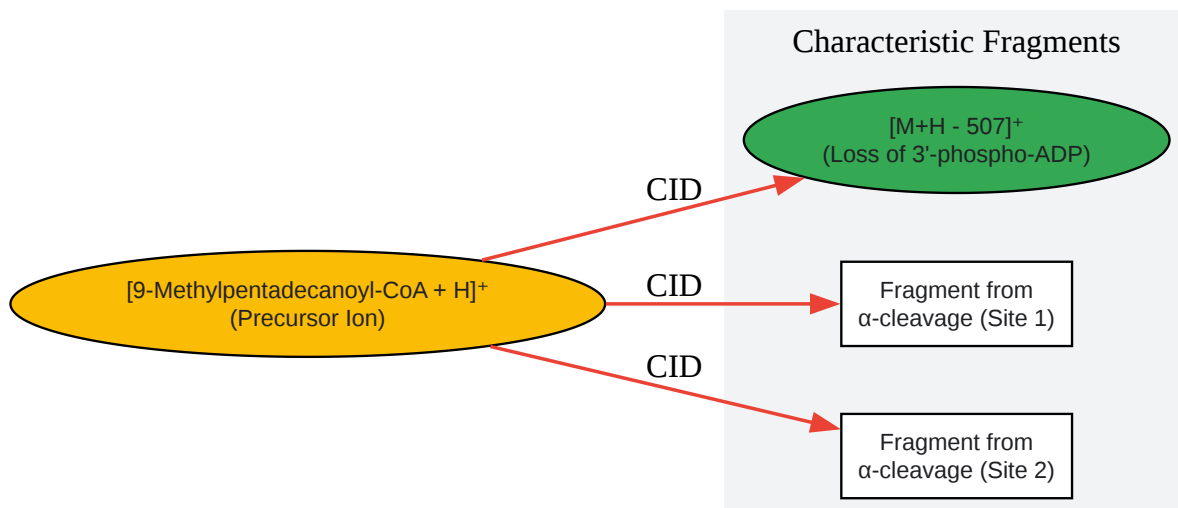 Characteristic Fragments
[M+H - 507]⁺
(Loss of 3'-phospho-ADP)
CID
[9-Methylpentadecanoyl-CoA + H]⁺
(Precursor Ion)
CID
Fragment from
α-cleavage (Site 1)
CID
Fragment from
α-cleavage (Site 2)